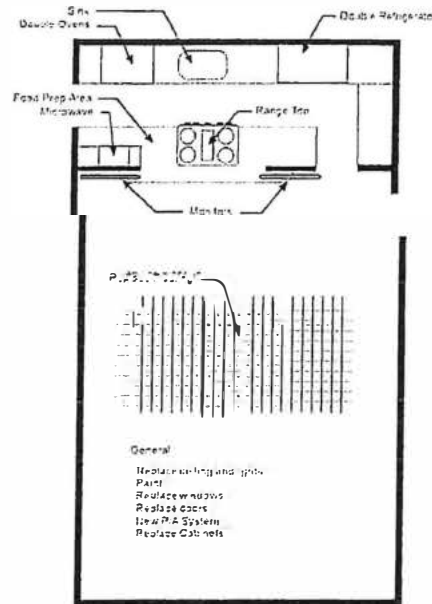 Sink
Double Ovens
Double Refrigerator
Food Prep Area
Microwave
Range Top
Monitors
General
Replace ceiling and lights
Paint
Replace windows
Replace doors
New P/A System
Replace Cabinets